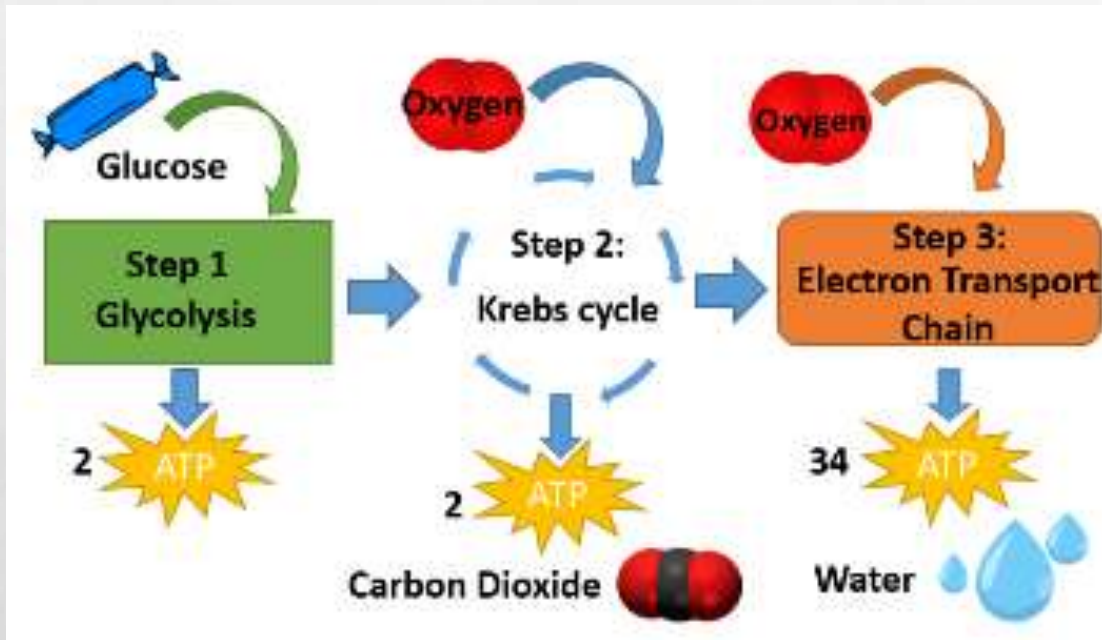 Glucose
Oxygen
Oxygen
Step 1
Glycolysis
Step 2:
Krebs cycle
Step 3:
Electron Transport
Chain
2
ATP
2
ATP
34
ATP
Carbon Dioxide
Water